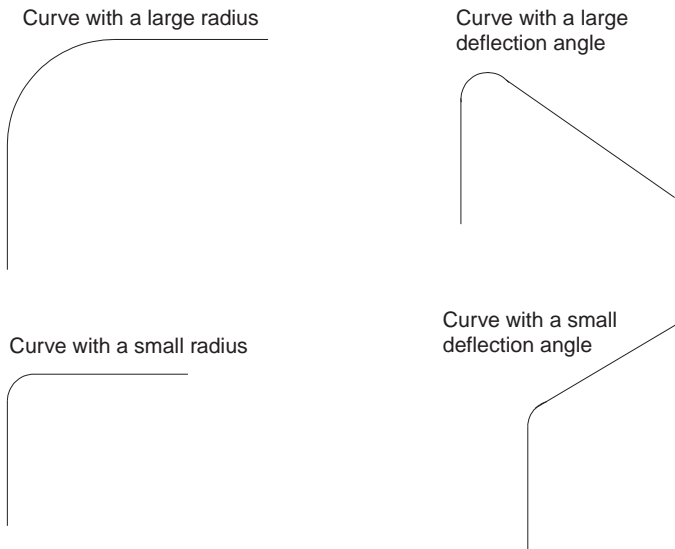 Curve with a large radius
Curve with a large
deflection angle
Curve with a small radius
Curve with a small
deflection angle